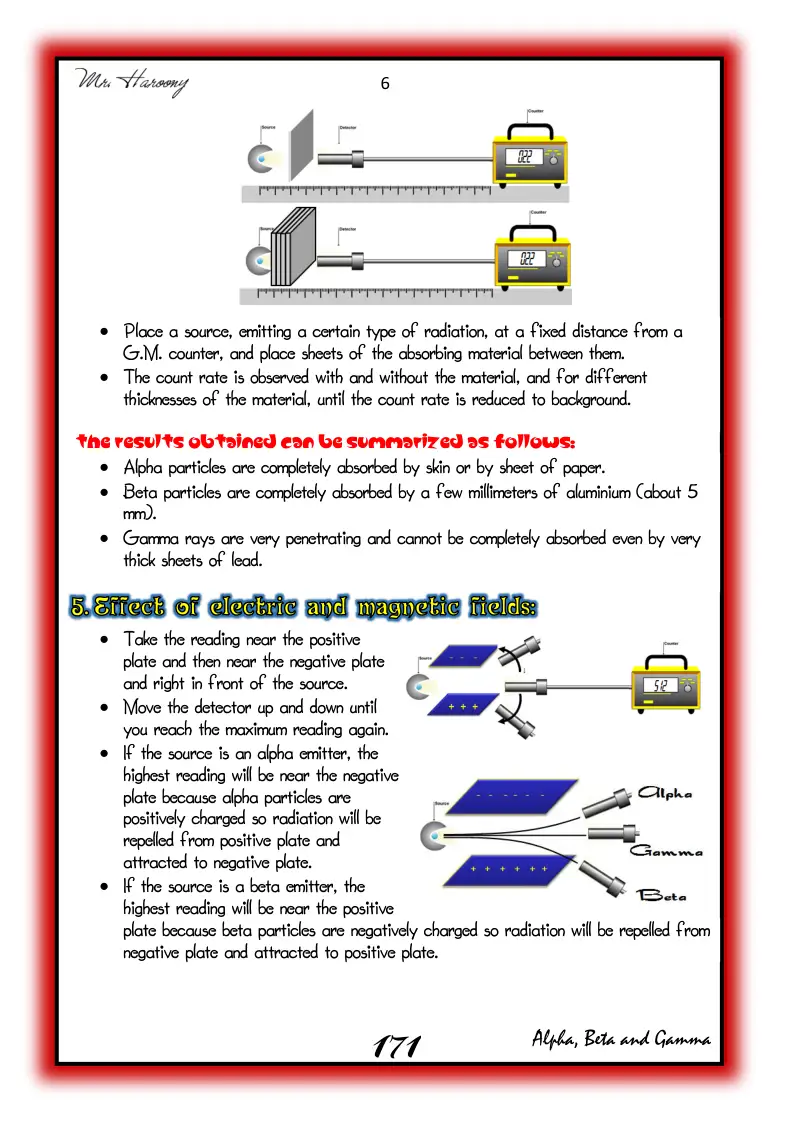 Mr. Haroony
6
Counter
Source
Detector
022
Counter
Source
Detector
022
• Place a source, emitting a certain type of radiation, at a fixed distance from a
G.M. counter, and place sheets of the absorbing material between them.
• The count rate is observed with and without the material, and for different
thicknesses of the material, until the count rate is reduced to background.
the results obtained can be summarized as follows:
• Alpha particles are completely absorbed by skin or by sheet of paper.
• Beta particles are completely absorbed by a few millimeters of aluminium (about 5
mm).
• Gamma rays are very penetrating and cannot be completely absorbed even by very
thick sheets of lead.
5. Effect of electric and magnetic fields:
• Take the reading near the positive
plate and then near the negative plate
and right in front of the source.
• Move the detector up and down until
you reach the maximum reading again.
• If the source is an alpha emitter, the
highest reading will be near the negative
plate because alpha particles are
positively charged so radiation will be
repelled from positive plate and
attracted to negative plate.
• If the source is a beta emitter, the
highest reading will be near the positive
plate because beta particles are negatively charged so radiation will be repelled from
negative plate and attracted to positive plate.
Source
- - -
+ + +
Counter
512
Source
- - - - - -
+ + + + + +
Alpha
Gamma
Beta
171
Alpha, Beta and Gamma